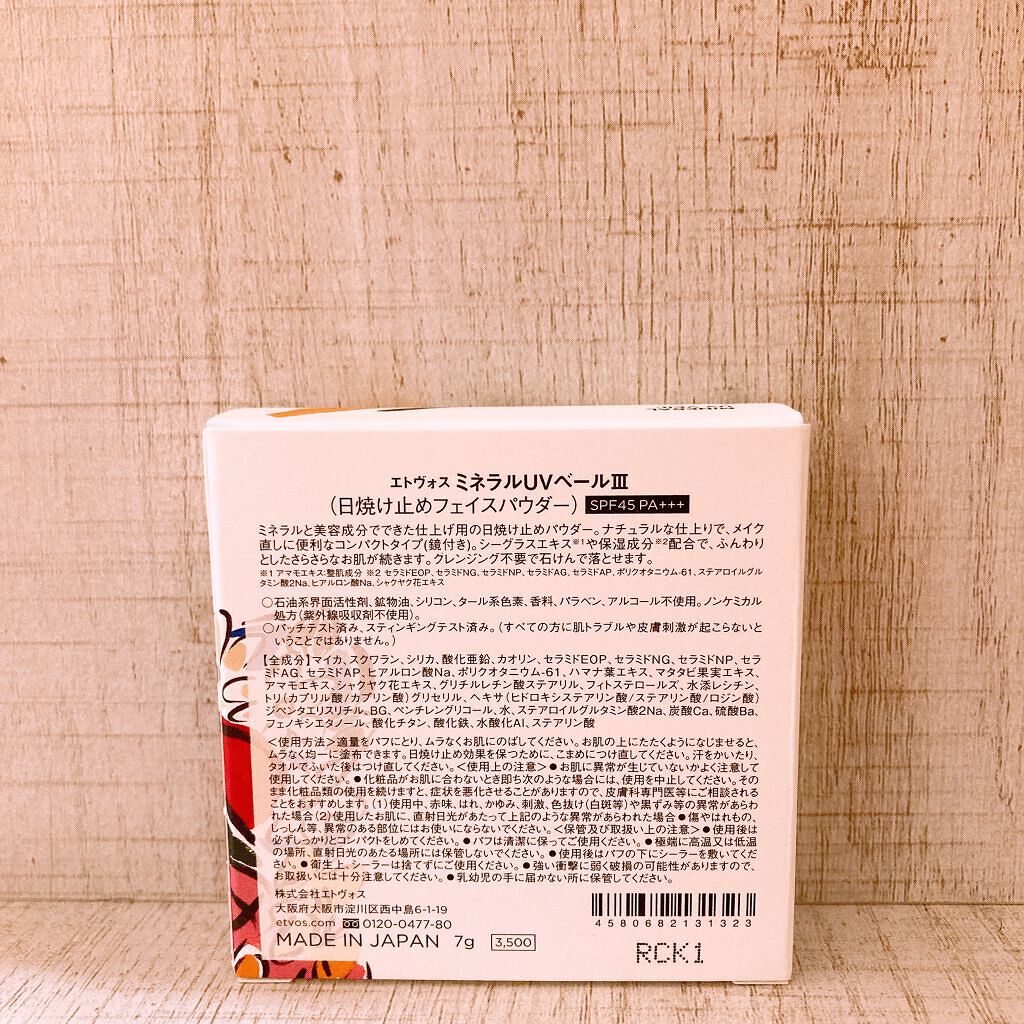 エトヴォス ミネラルUVベールⅢ
(日焼け止めフェイスパウダー) SPF45 PA+++
ミネラルと美容成分でできた仕上げ用の日焼け止めパウダー。ナチュラルな仕上りで、メイク
直しに便利なコンパクトタイプ(鏡付き)。シーグラスエキス※1や保湿成分※2配合で、ふんわり
としたさらさらなお肌が続きます。クレンジング不要で石けんで落とせます。
※1 アマモエキス:整肌成分 ※2 セラミドEOP、セラミドNG、セラミドNP、セラミドAG、セラミドAP、ポリクオタニウム-61、ステアロイルグル
タミン酸2Na、ヒアルロン酸Na、シャクヤク花エキス
○石油系界面活性剤、鉱物油、シリコン、タール系色素、香料、パラベン、アルコール不使用。ノンケミカル
処方(紫外線吸収剤不使用)。
○パッチテスト済み、スティンギングテスト済み。(すべての方に肌トラブルや皮膚刺激が起こらないと
いうことではありません。)
【全成分】マイカ、スクワラン、シリカ、酸化亜鉛、カオリン、セラミドEOP、セラミドNG、セラミドNP、セラ
ミドAG、セラミドAP、ヒアルロン酸Na、ポリクオタニウム-61、ハマナ葉エキス、マタタビ果実エキス、
アマモエキス、シャクヤク花エキス、グリチルレチン酸ステアリル、フィトステロールズ、水添レシチン、
トリ(カプリル酸/カプリン酸)グリセリル、ヘキサ(ヒドロキシステアリン酸/ステアリン酸/ロジン酸)
ジペンタエリスリチル、BG、ペンチレングリコール、水、ステアロイルグルタミン酸2Na、炭酸Ca、硫酸Ba、
フェノキシエタノール、酸化チタン、酸化鉄、水酸化Al、ステアリン酸
<使用方法>適量をパフにとり、ムラなくお肌にのばしてください。お肌の上にたたくようになじませると、
ムラなく均一に塗布できます。日焼け止め効果を保つために、こまめにつけ直してください。汗をかいたり、
タオルでふいた後はつけ直してください。<使用上の注意>●お肌に異常が生じていないかよく注意して
使用してください。●化粧品がお肌に合わないとき即ち次のような場合には、使用を中止してください。その
まま化粧品類の使用を続けますと、症状を悪化させることがありますので、皮膚科専門医等にご相談される
ことをおすすめします。(1)使用中、赤味、はれ、かゆみ、刺激、色抜け(白斑等)や黒ずみ等の異常があらわ
れた場合(2)使用したお肌に、直射日光があたって上記のような異常があらわれた場合●傷やはれもの、
しっしん等、異常のある部位にはお使いにならないでください。<保管及び取扱い上の注意>●使用後は
必ずしっかりとコンパクトをしめてください。●パフは清潔に保ってご使用ください。●極端に高温又は低温
の場所、直射日光のあたる場所には保管しないでください。●使用後はパフの下にシーラーを敷いてくだ
さい。●衛生上、シーラーは捨てずにご使用ください。●強い衝撃に弱く破損の可能性がありますので、
お取扱いには十分注意してください。●乳幼児の手に届かない所に保管してください。
株式会社エトヴォス
大阪府大阪市淀川区西中島6-1-19
etvos.com 0120-0477-80
MADE IN JAPAN 7g 3,500
4580682131323
RCK1